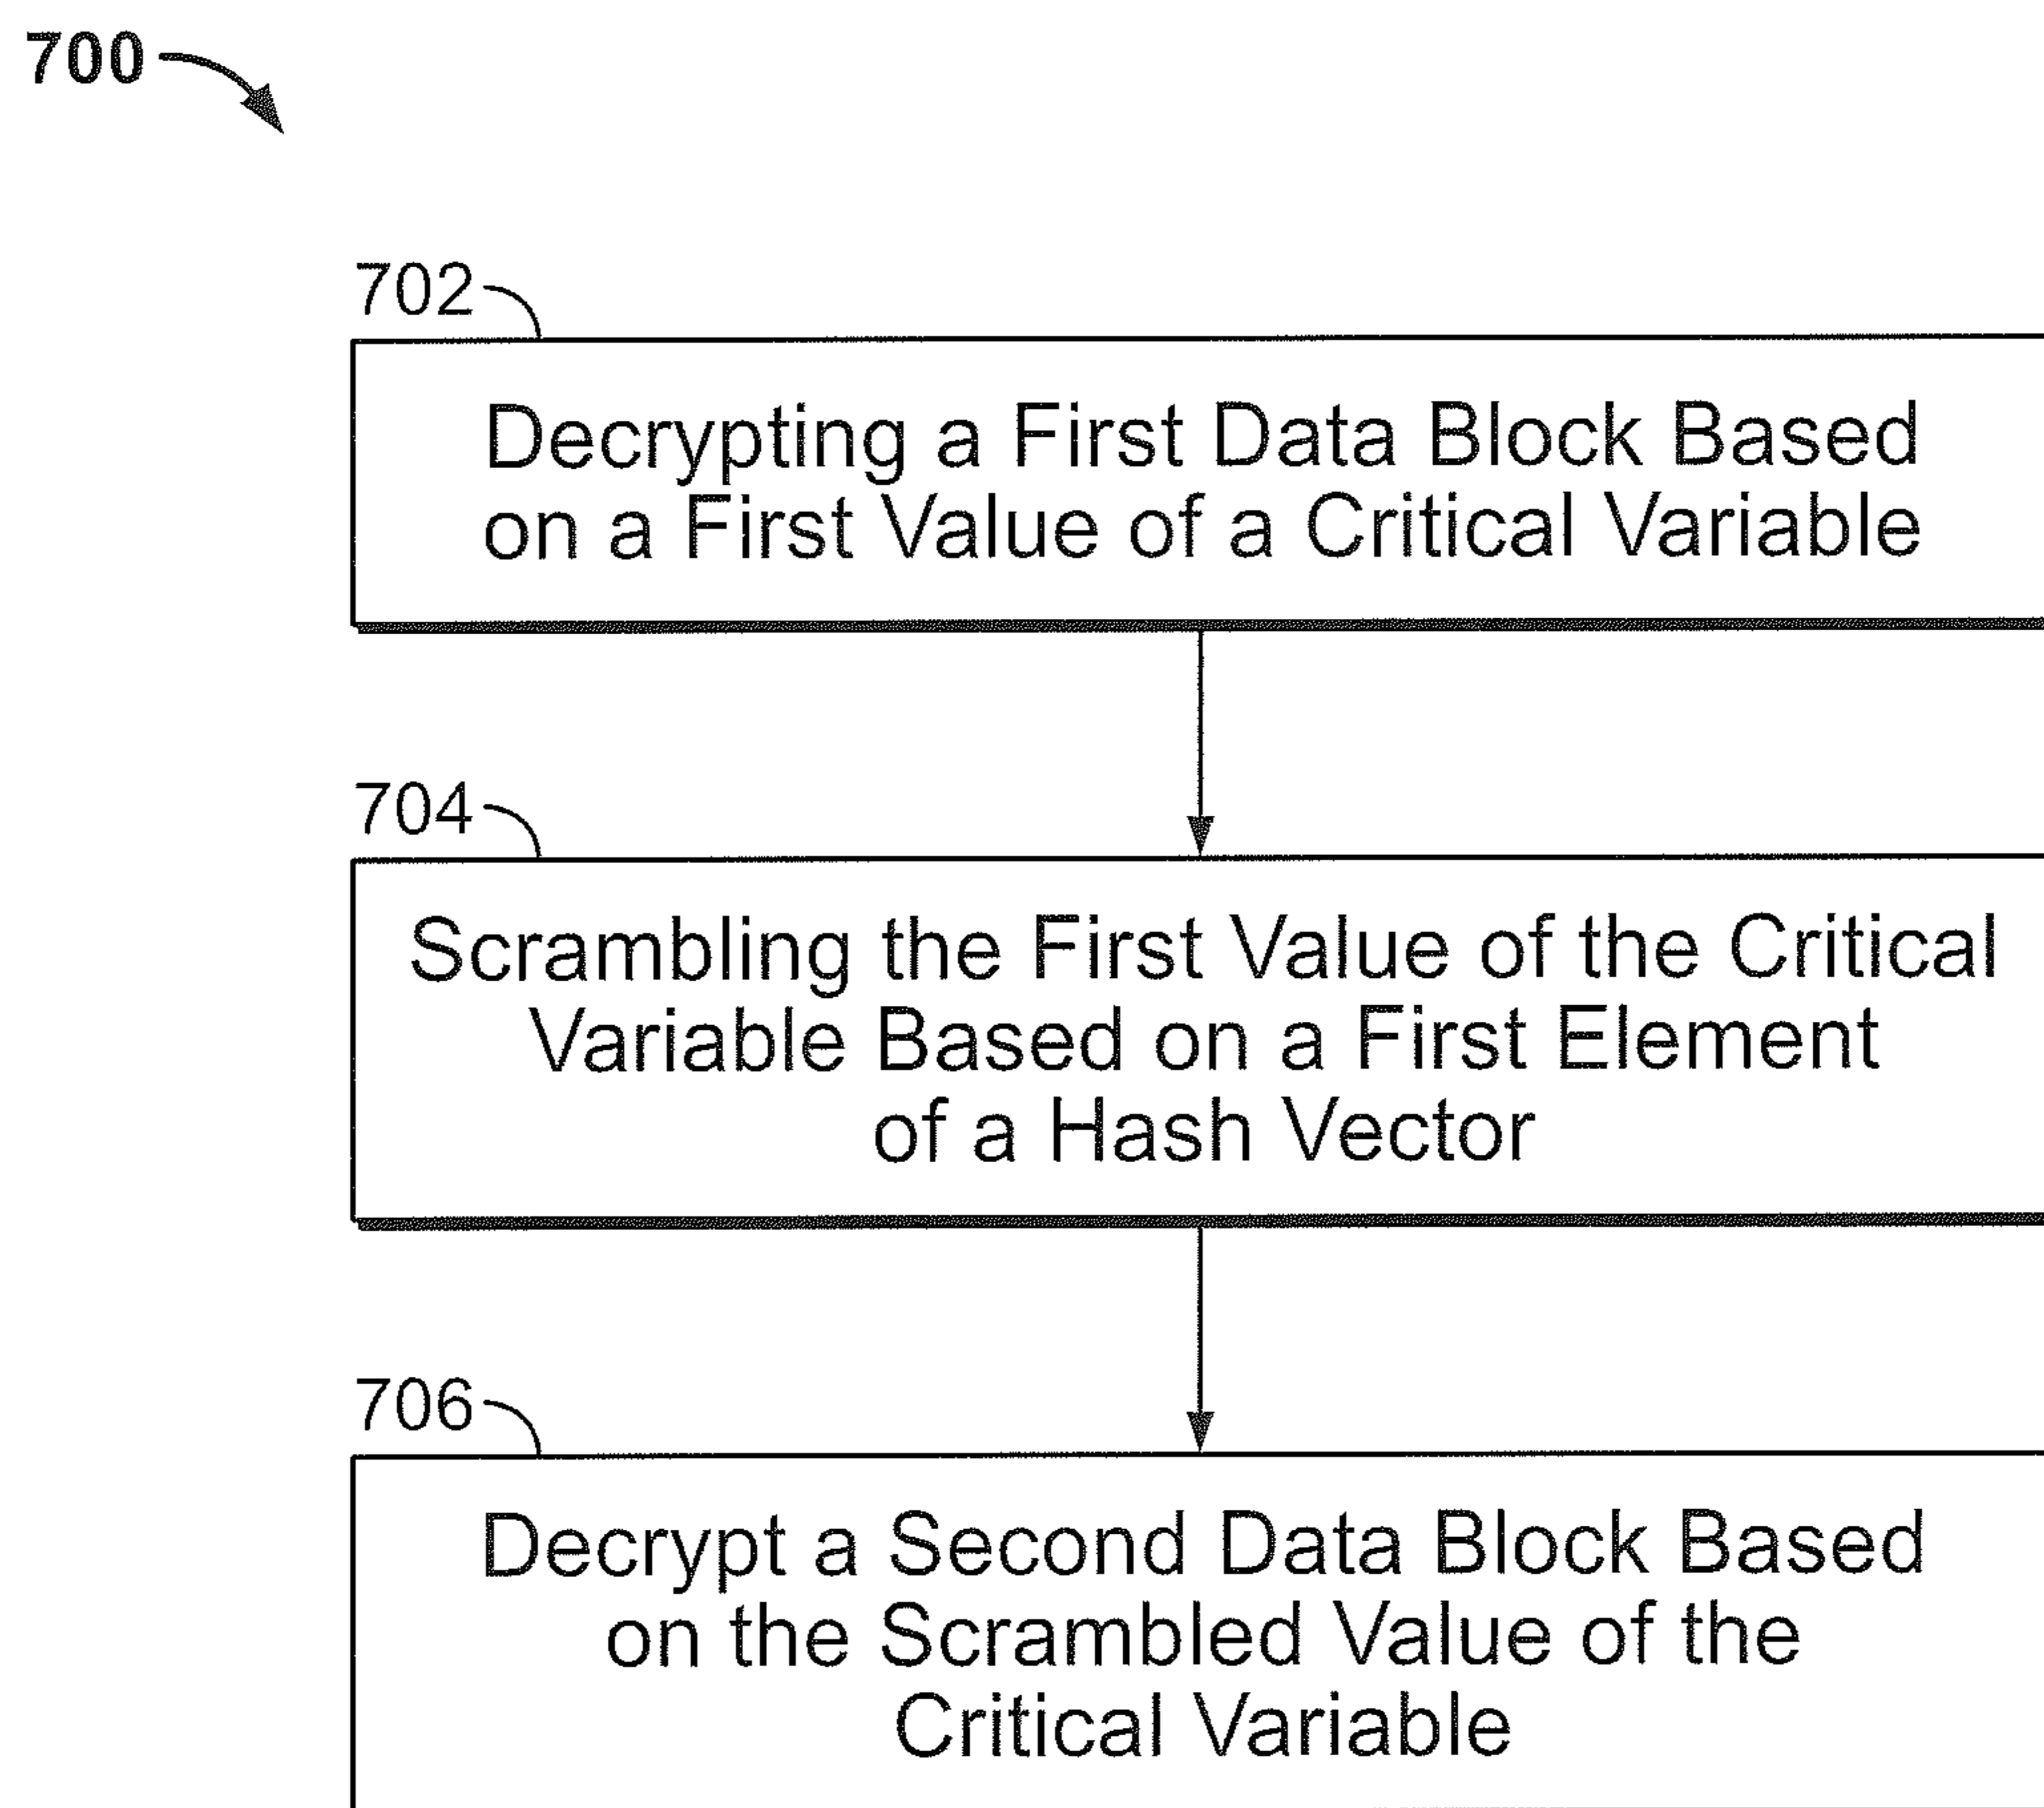 700
702
Decrypting a First Data Block Based
on a First Value of a Critical Variable
704
Scrambling the First Value of the Critical
Variable Based on a First Element
of a Hash Vector
706
Decrypt a Second Data Block Based
on the Scrambled Value of the
Critical Variable